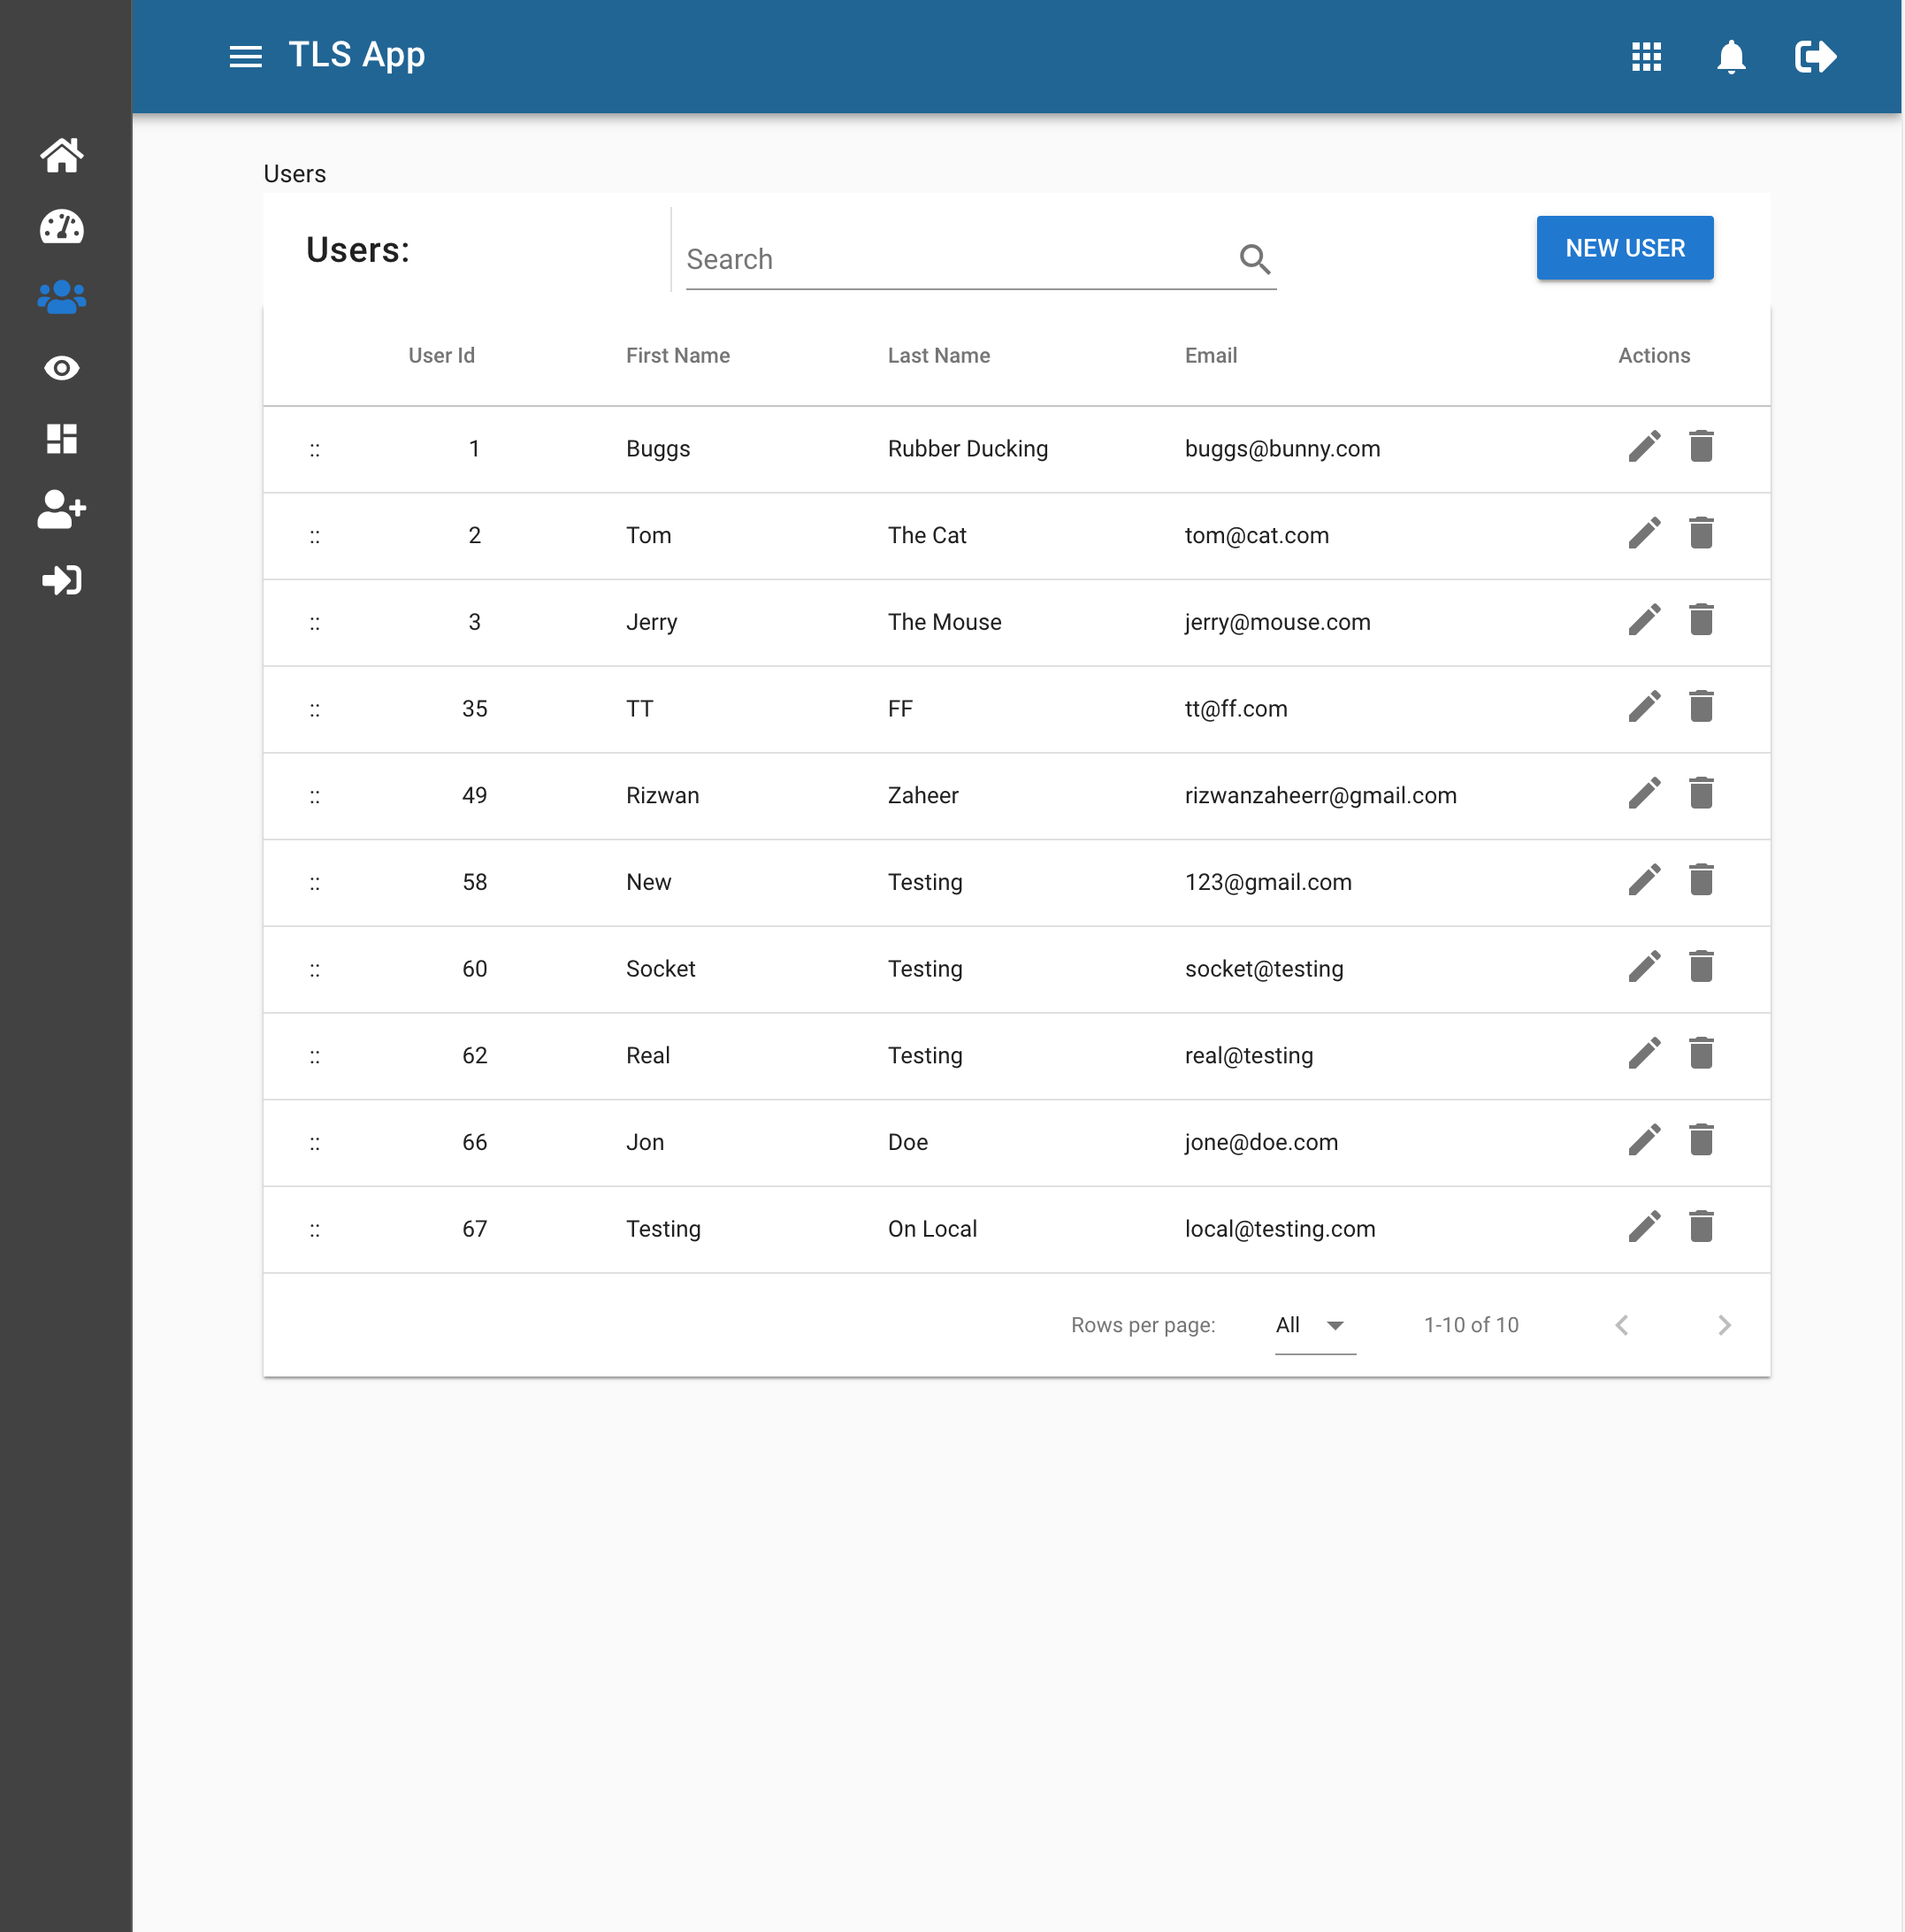 TLS App
Users
Users:
Search
NEW USER
User Id First Name Last Name Email Actions
:: 1 Buggs Rubber Ducking buggs@bunny.com
:: 2 Tom The Cat tom@cat.com
:: 3 Jerry The Mouse jerry@mouse.com
:: 35 TT FF tt@ff.com
:: 49 Rizwan Zaheer rizwanzaheerr@gmail.com
:: 58 New Testing 123@gmail.com
:: 60 Socket Testing socket@testing
:: 62 Real Testing real@testing
:: 66 Jon Doe jone@doe.com
:: 67 Testing On Local local@testing.com
Rows per page: All 1-10 of 10